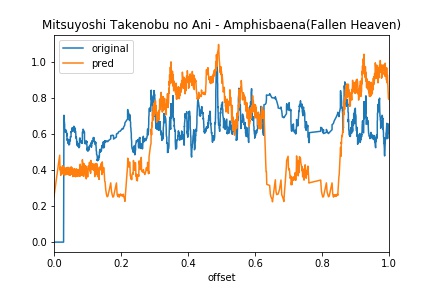 Mitsuyoshi Takenobu no Ani - Amphisbaena(Fallen Heaven)
original
pred
1.0
0.8
0.6
0.4
0.2
0.0
0.0 0.2 0.4 0.6 0.8 1.0
offset